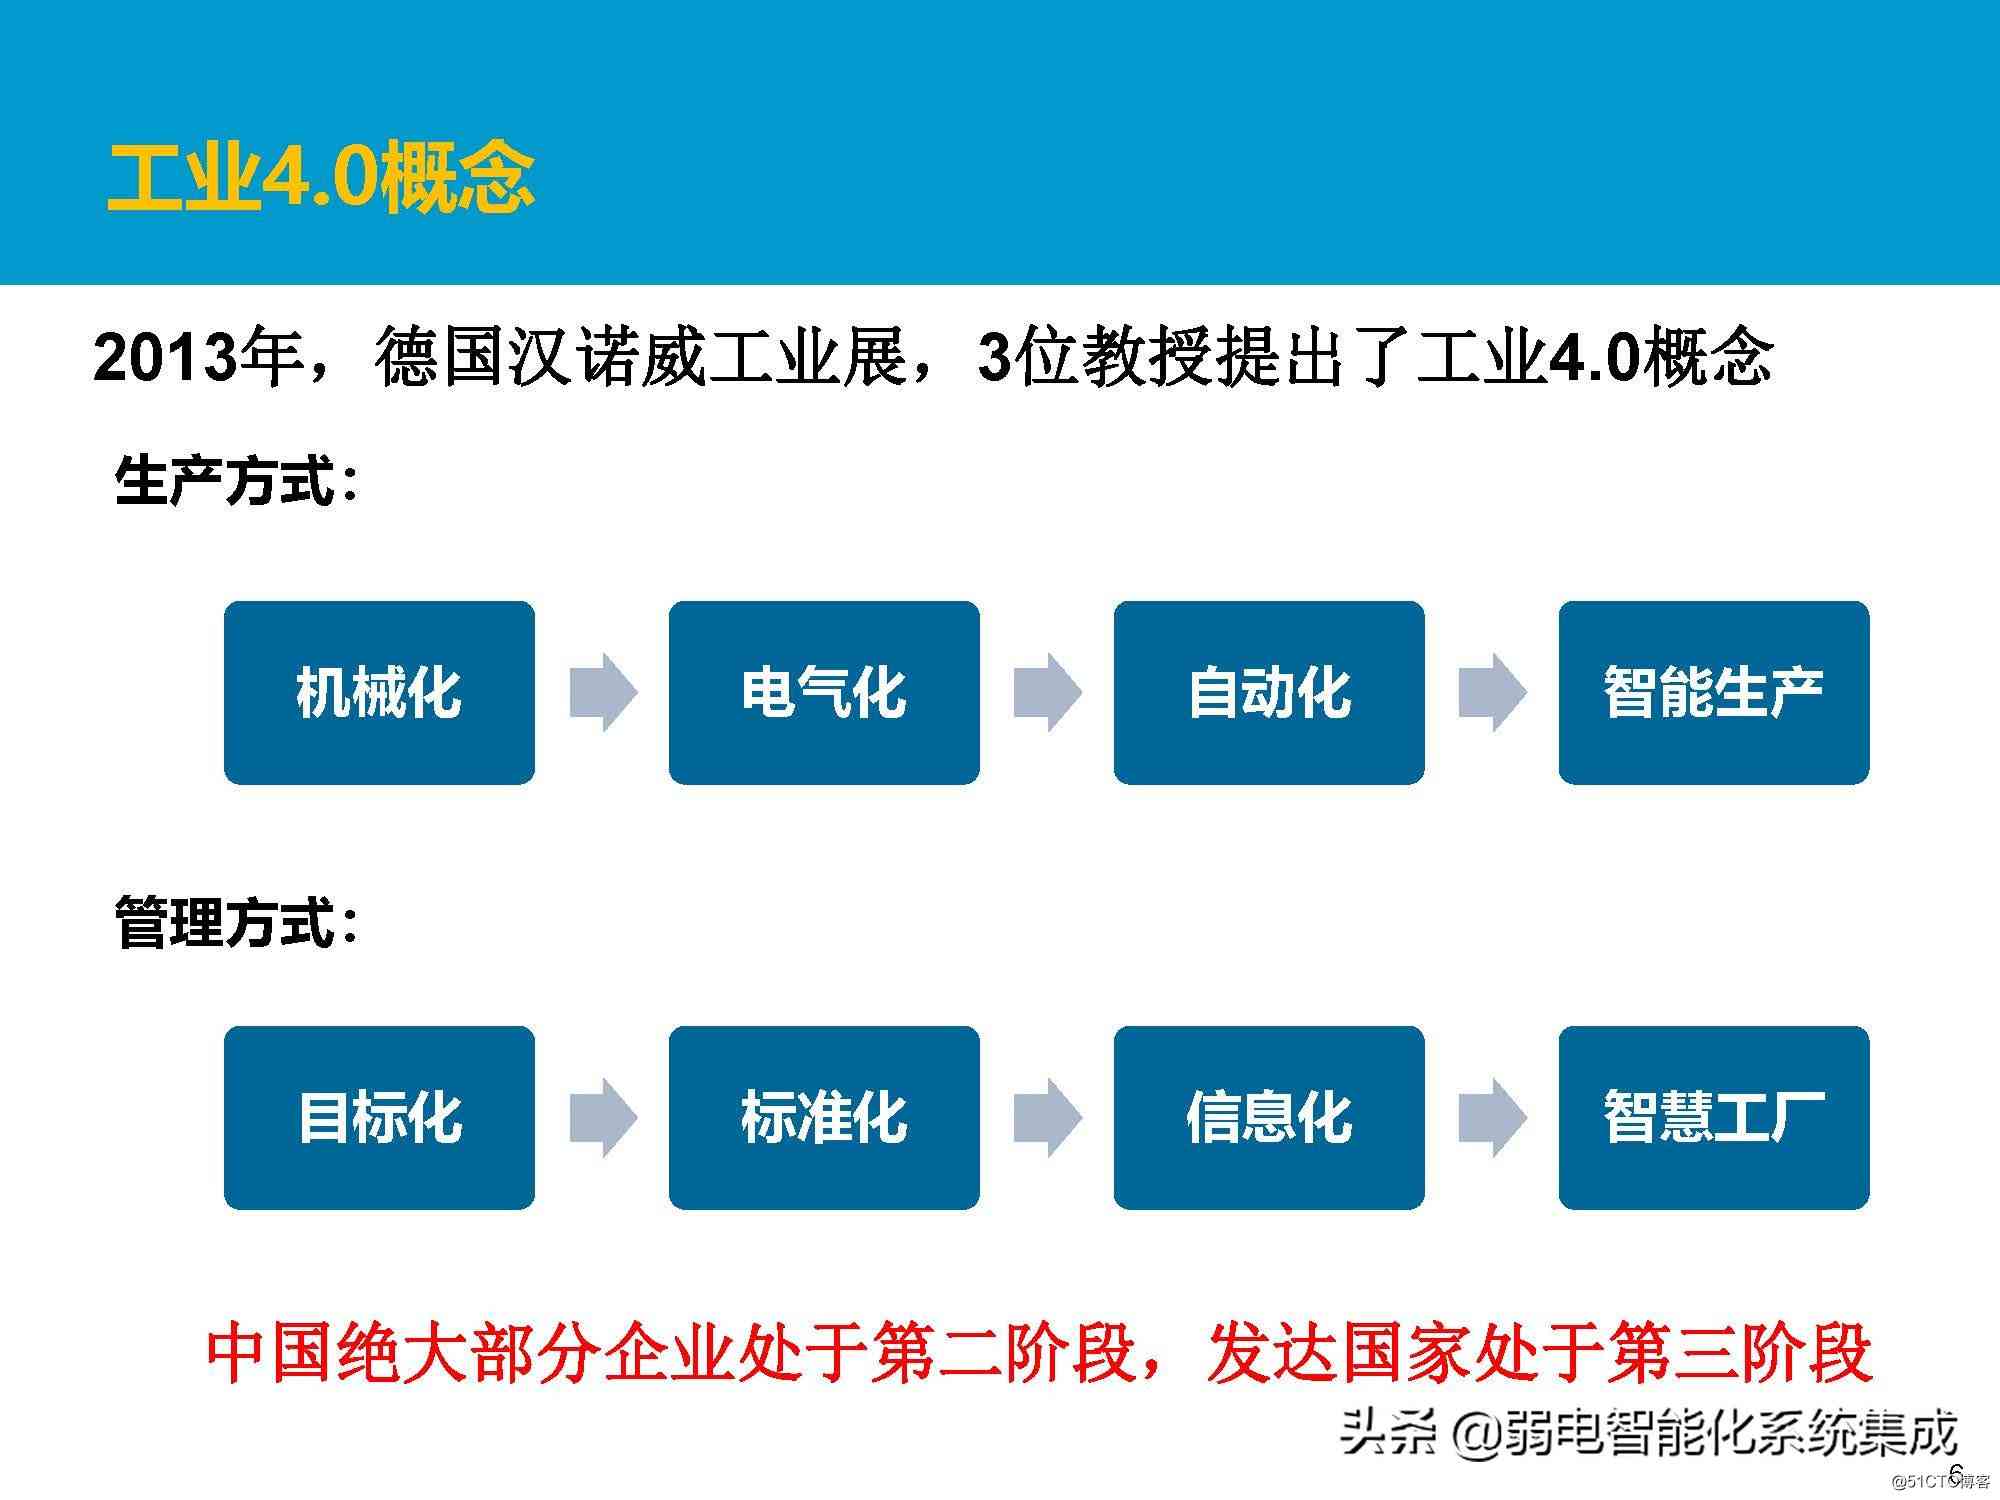 工业4.0概念
2013年，德国汉诺威工业展，3位教授提出了工业4.0概念
生产方式：
机械化 电气化 自动化 智能生产
管理方式：
目标化 标准化 信息化 智慧工厂
中国绝大部分企业处于第二阶段，发达国家处于第三阶段
头条 @弱电智能化系统集成
6
@51CTO博客